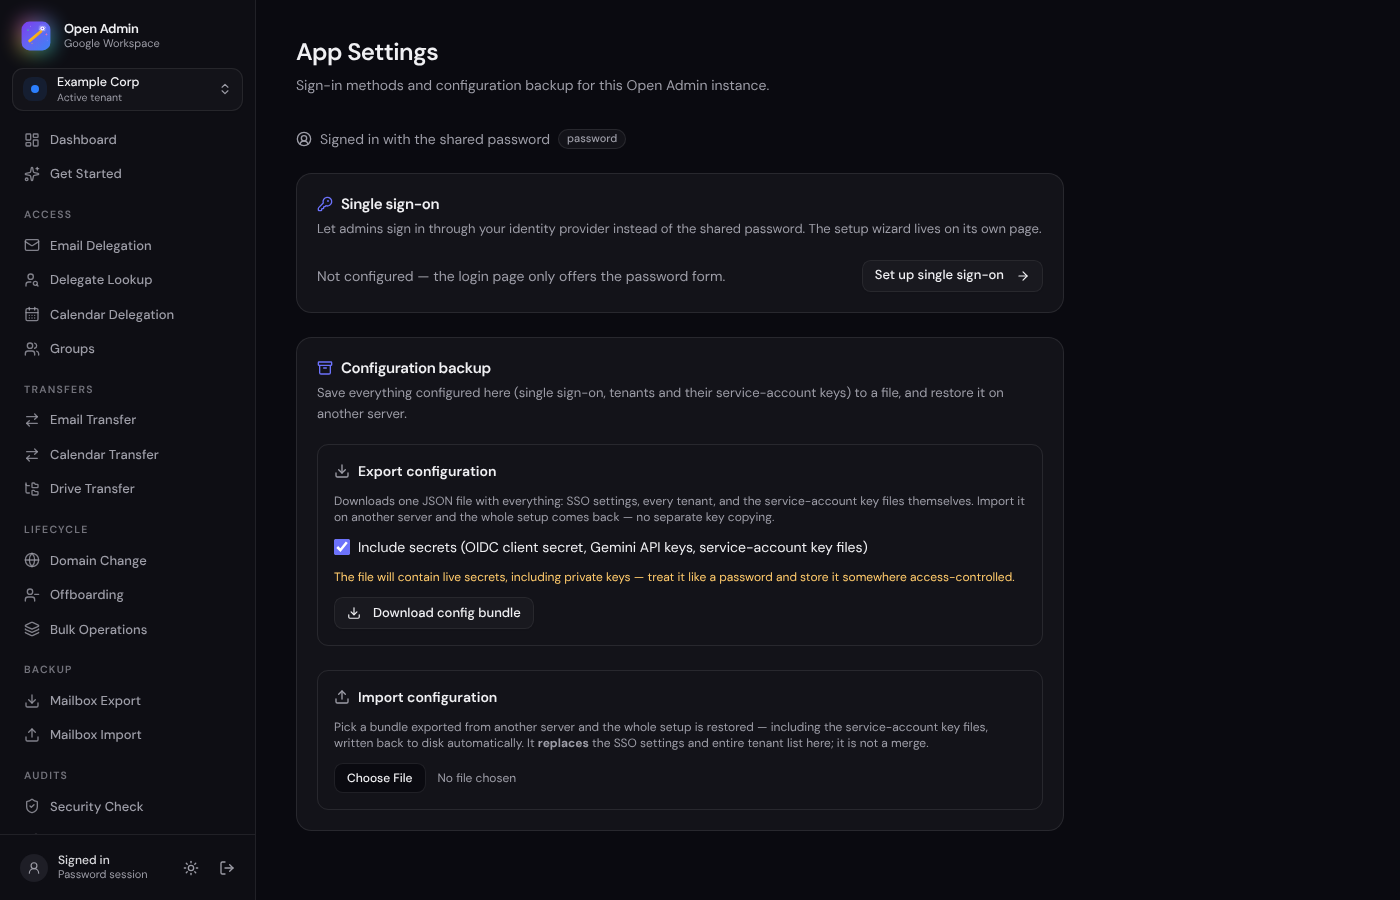 Open Admin
Google Workspace
Example Corp
Active tenant
Dashboard
Get Started
ACCESS
Email Delegation
Delegate Lookup
Calendar Delegation
Groups
TRANSFERS
Email Transfer
Calendar Transfer
Drive Transfer
LIFECYCLE
Domain Change
Offboarding
Bulk Operations
BACKUP
Mailbox Export
Mailbox Import
AUDITS
Security Check
Signed in
Password session
App Settings
Sign-in methods and configuration backup for this Open Admin instance.
Signed in with the shared password password
Single sign-on
Let admins sign in through your identity provider instead of the shared password. The setup wizard lives on its own page.
Not configured — the login page only offers the password form.
Set up single sign-on
Configuration backup
Save everything configured here (single sign-on, tenants and their service-account keys) to a file, and restore it on
another server.
Export configuration
Downloads one JSON file with everything: SSO settings, every tenant, and the service-account key files themselves. Import it
on another server and the whole setup comes back — no separate key copying.
Include secrets (OIDC client secret, Gemini API keys, service-account key files)
The file will contain live secrets, including private keys — treat it like a password and store it somewhere access-controlled.
Download config bundle
Import configuration
Pick a bundle exported from another server and the whole setup is restored — including the service-account key files,
written back to disk automatically. It replaces the SSO settings and entire tenant list here; it is not a merge.
Choose File No file chosen